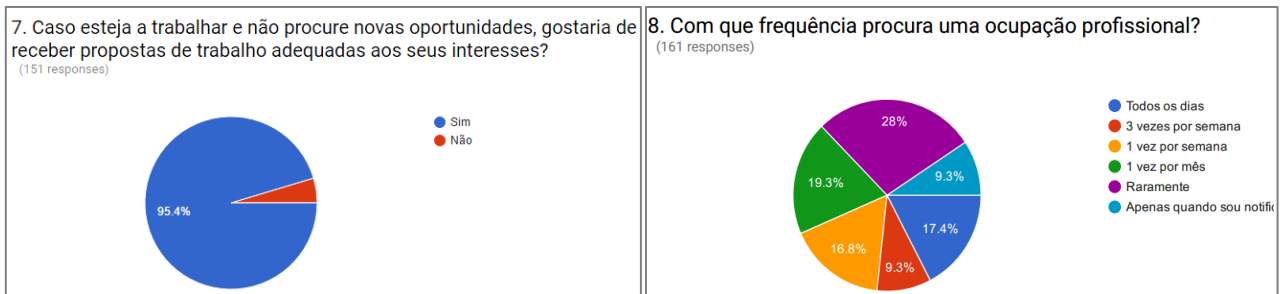 7. Caso esteja a trabalhar e não procure novas oportunidades, gostaria de
receber propostas de trabalho adequadas aos seus interesses?
(151 responses)
Sim
Não
95.4%
8. Com que frequência procura uma ocupação profissional?
(161 responses)
28%
9.3%
19.3%
17.4%
16.8%
9.3%
Todos os dias
3 vezes por semana
1 vez por semana
1 vez por mês
Raramente
Apenas quando sou